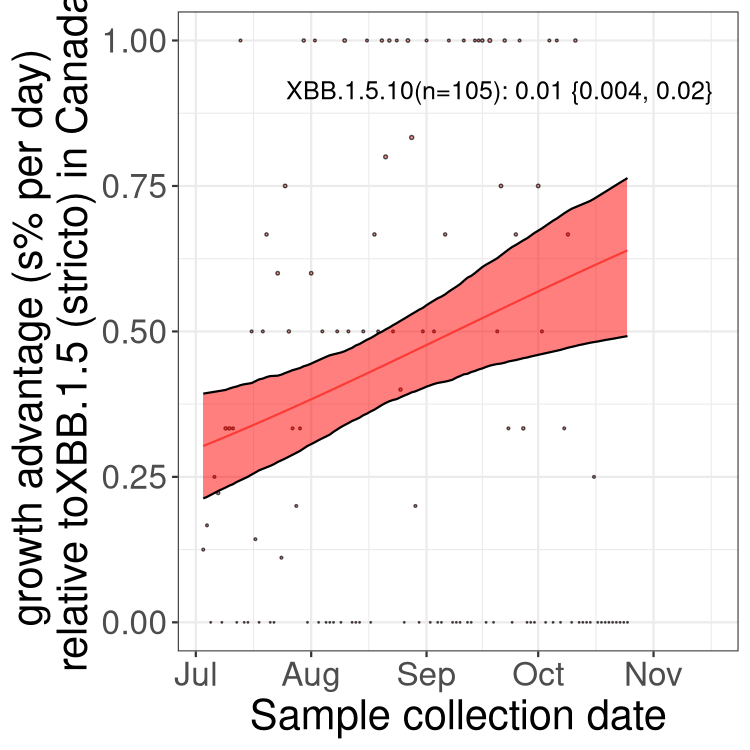 growth advantage (s% per day)
relative toXBB.1.5 (stricto) in Canada
1.00
0.75
0.50
0.25
0.00
XBB.1.5.10(n=105): 0.01 {0.004, 0.02}
Jul Aug Sep Oct Nov
Sample collection date